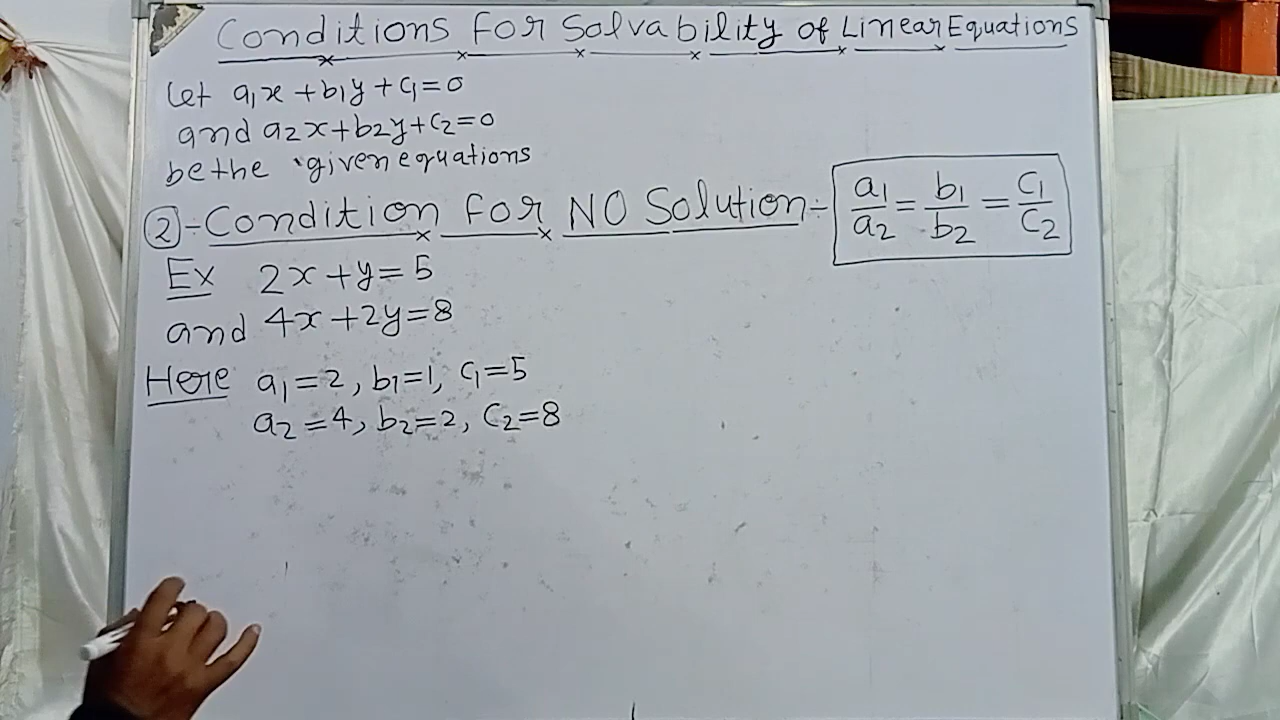 Conditions for Solvability of Linear Equations
Let a₁x + b₁y + c₁ = 0
and a₂x + b₂y + c₂ = 0
be the given equations
② :- Condition for NO Solution :- a₁/a₂ = b₁/b₂ = c₁/c₂
Ex 2x + y = 5
and 4x + 2y = 8
Here a₁ = 2, b₁ = 1, c₁ = 5
a₂ = 4, b₂ = 2, c₂ = 8